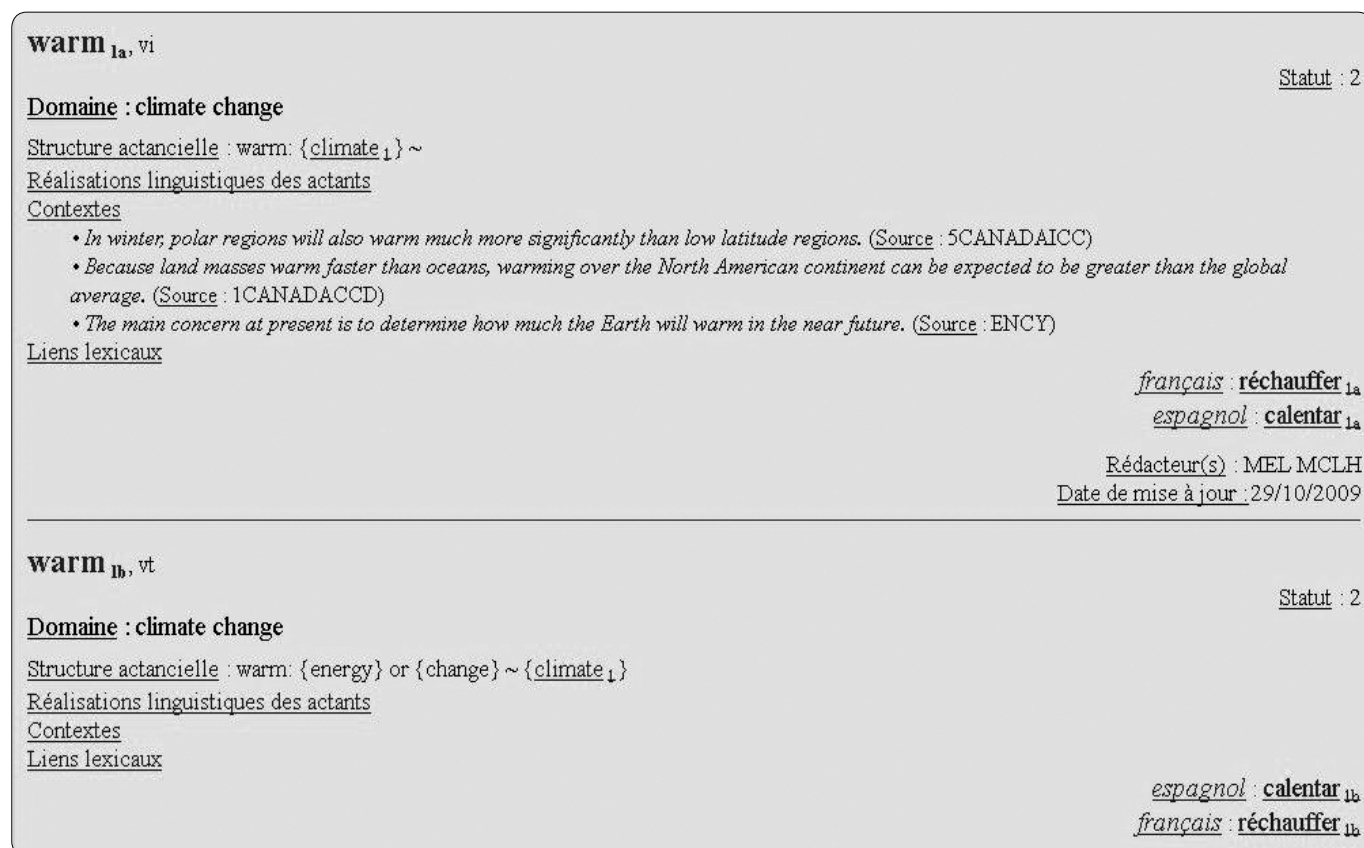 warm 1a, vi
Statut : 2
Domaine : climate change
Structure actancielle : warm: {climate 1} ~
Réalisations linguistiques des actants
Contextes
• In winter, polar regions will also warm much more significantly than low latitude regions. (Source : 5CANADAICC)
• Because land masses warm faster than oceans, warming over the North American continent can be expected to be greater than the global
average. (Source : 1CANADACCD)
• The main concern at present is to determine how much the Earth will warm in the near future. (Source : ENCY)
Liens lexicaux
français : réchauffer 1a
espagnol : calentar 1a
Rédacteur(s) : MEL MCLH
Date de mise à jour : 29/10/2009
warm 1b, vt
Statut : 2
Domaine : climate change
Structure actancielle : warm: {energy} or {change} ~ {climate 1}
Réalisations linguistiques des actants
Contextes
Liens lexicaux
espagnol : calentar 1b
français : réchauffer 1b